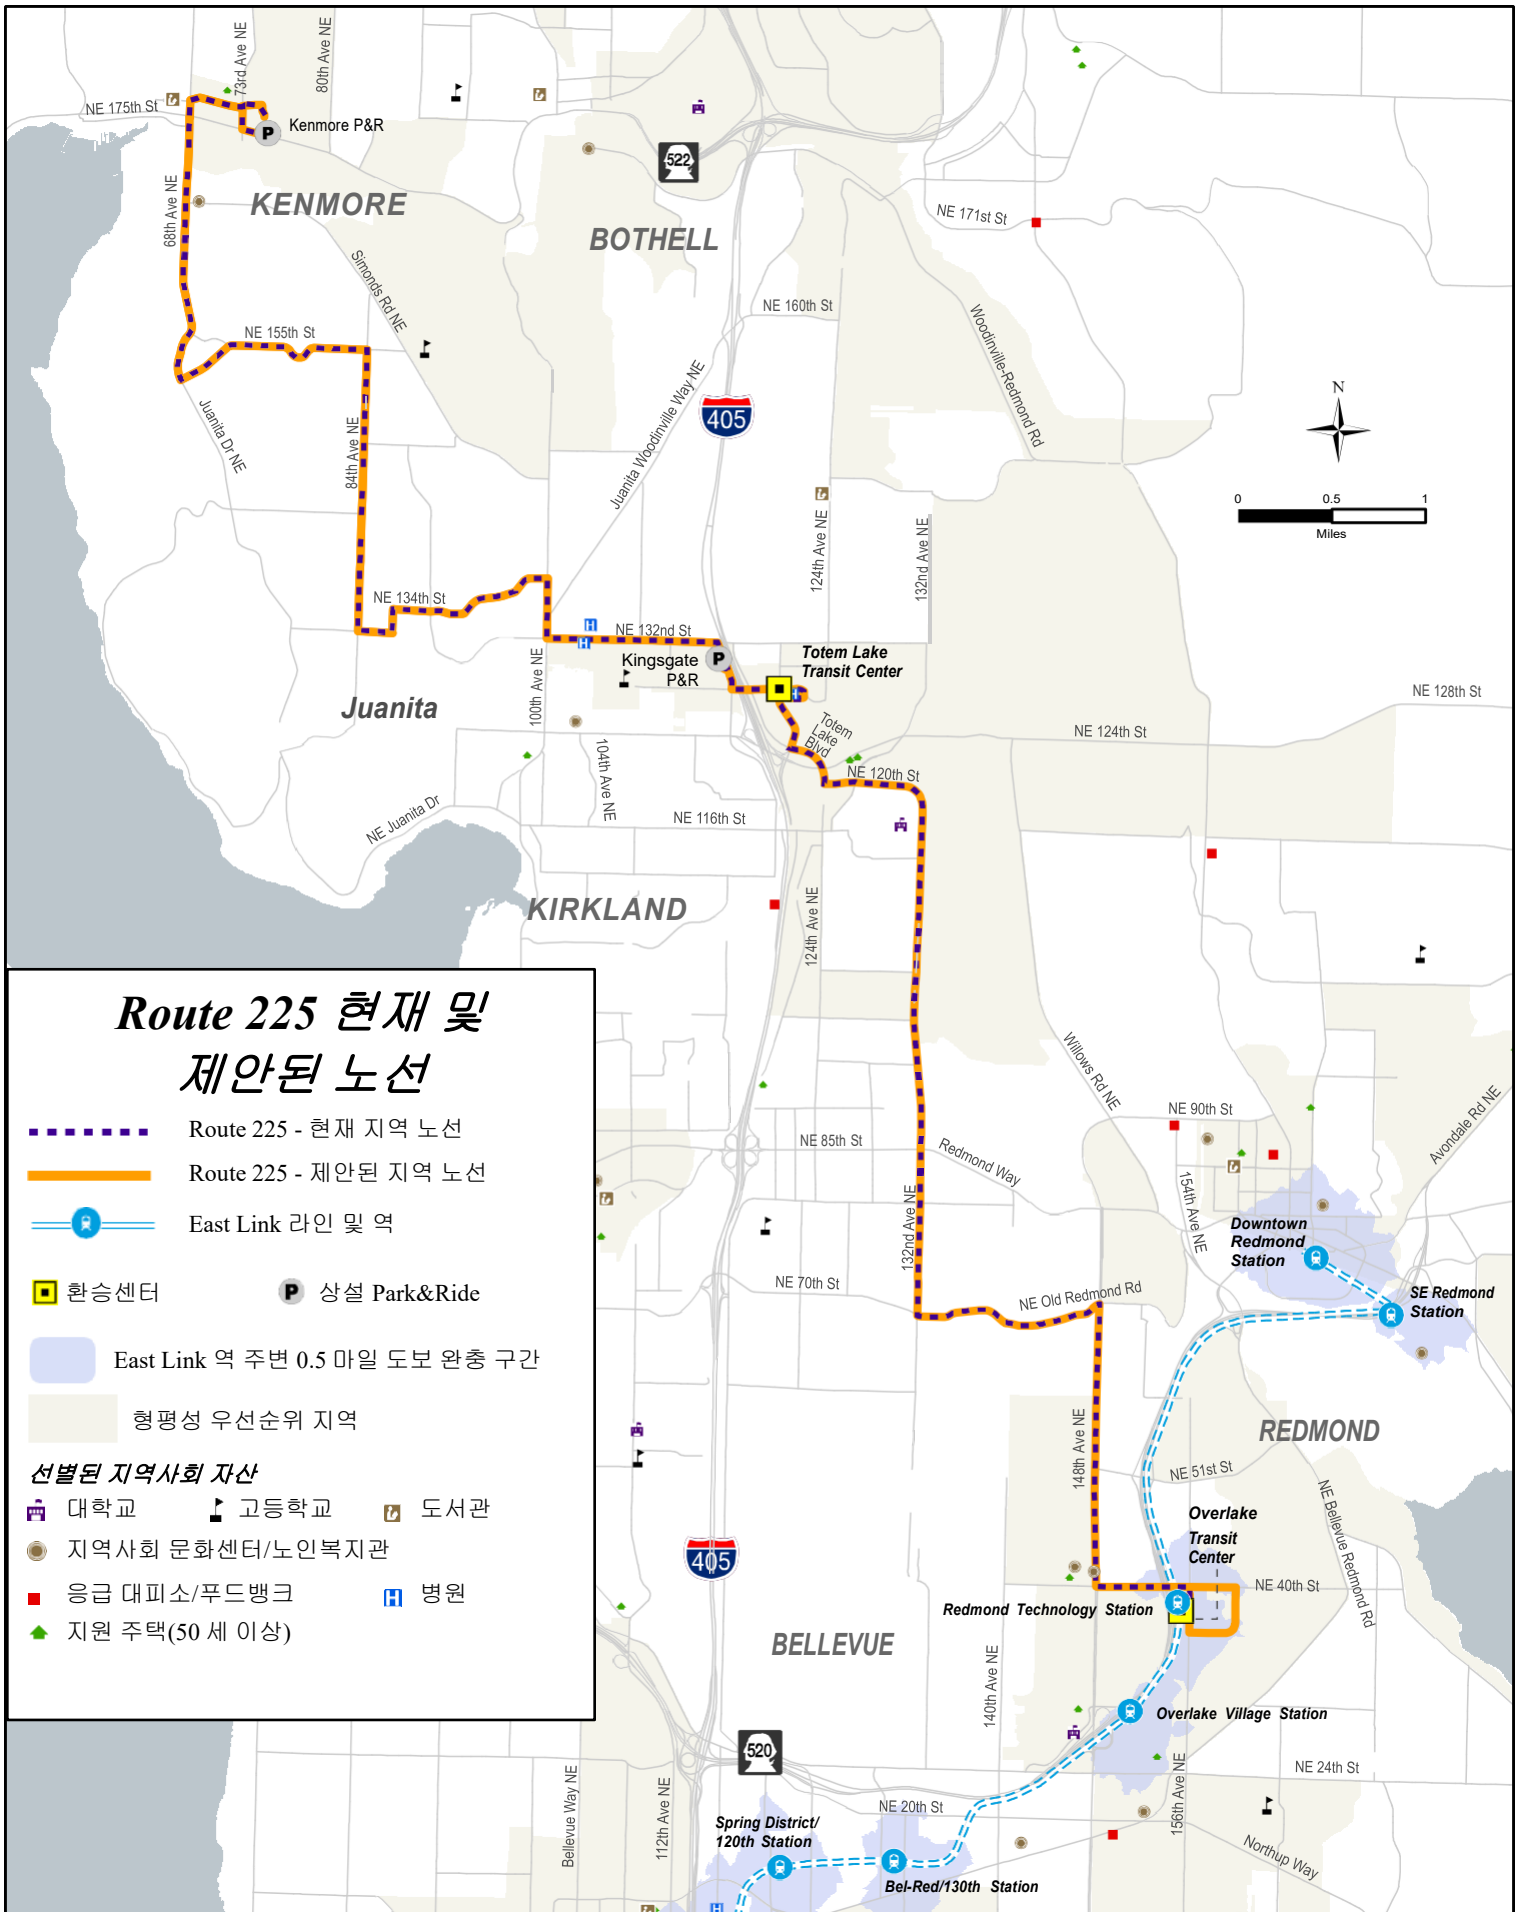 73rd Ave NE
80th Ave NE
NE 175th St
Kenmore P&R
522
68th Ave NE
KENMORE
BOTHELL
NE 171st St
Simonds Rd NE
NE 160th St
NE 155th St
Woodinville-Redmond Rd
Juanita Woodinville Way NE
405
N
Juanita Dr NE
84th Ave NE
0 0.5 1
Miles
124th Ave NE
132nd Ave NE
NE 134th St
NE 132nd St
Totem Lake
Transit Center
Kingsgate
P&R
100th Ave NE
Juanita
NE 128th St
Totem
Lake
Blvd
NE 124th St
104th Ave NE
NE 120th St
NE Juanita Dr
NE 116th St
KIRKLAND
124th Ave NE
Route 225 현재 및
제안된 노선
Route 225 - 현재 지역 노선
Route 225 - 제안된 지역 노선
East Link 라인 및 역
환승센터
P 상설 Park&Ride
East Link 역 주변 0.5 마일 도보 완충 구간
형평성 우선순위 지역
선별된 지역사회 자산
대학교
고등학교
도서관
지역사회 문화센터/노인복지관
응급 대피소/푸드뱅크
H 병원
지원 주택(50 세 이상)
Willows Rd NE
NE 90th St
Avondale Rd NE
NE 85th St
Redmond Way
154th Ave NE
132nd Ave NE
Downtown
Redmond
Station
NE 70th St
NE Old Redmond Rd
SE Redmond
Station
148th Ave NE
REDMOND
NE 51st St
NE Bellevue Redmond Rd
Overlake
Transit
Center
405
NE 40th St
Redmond Technology Station
BELLEVUE
140th Ave NE
Overlake Village Station
520
NE 24th St
Bellevue Way NE
112th Ave NE
156th Ave NE
NE 20th St
Spring District/
120th Station
Northup Way
Bel-Red/130th Station